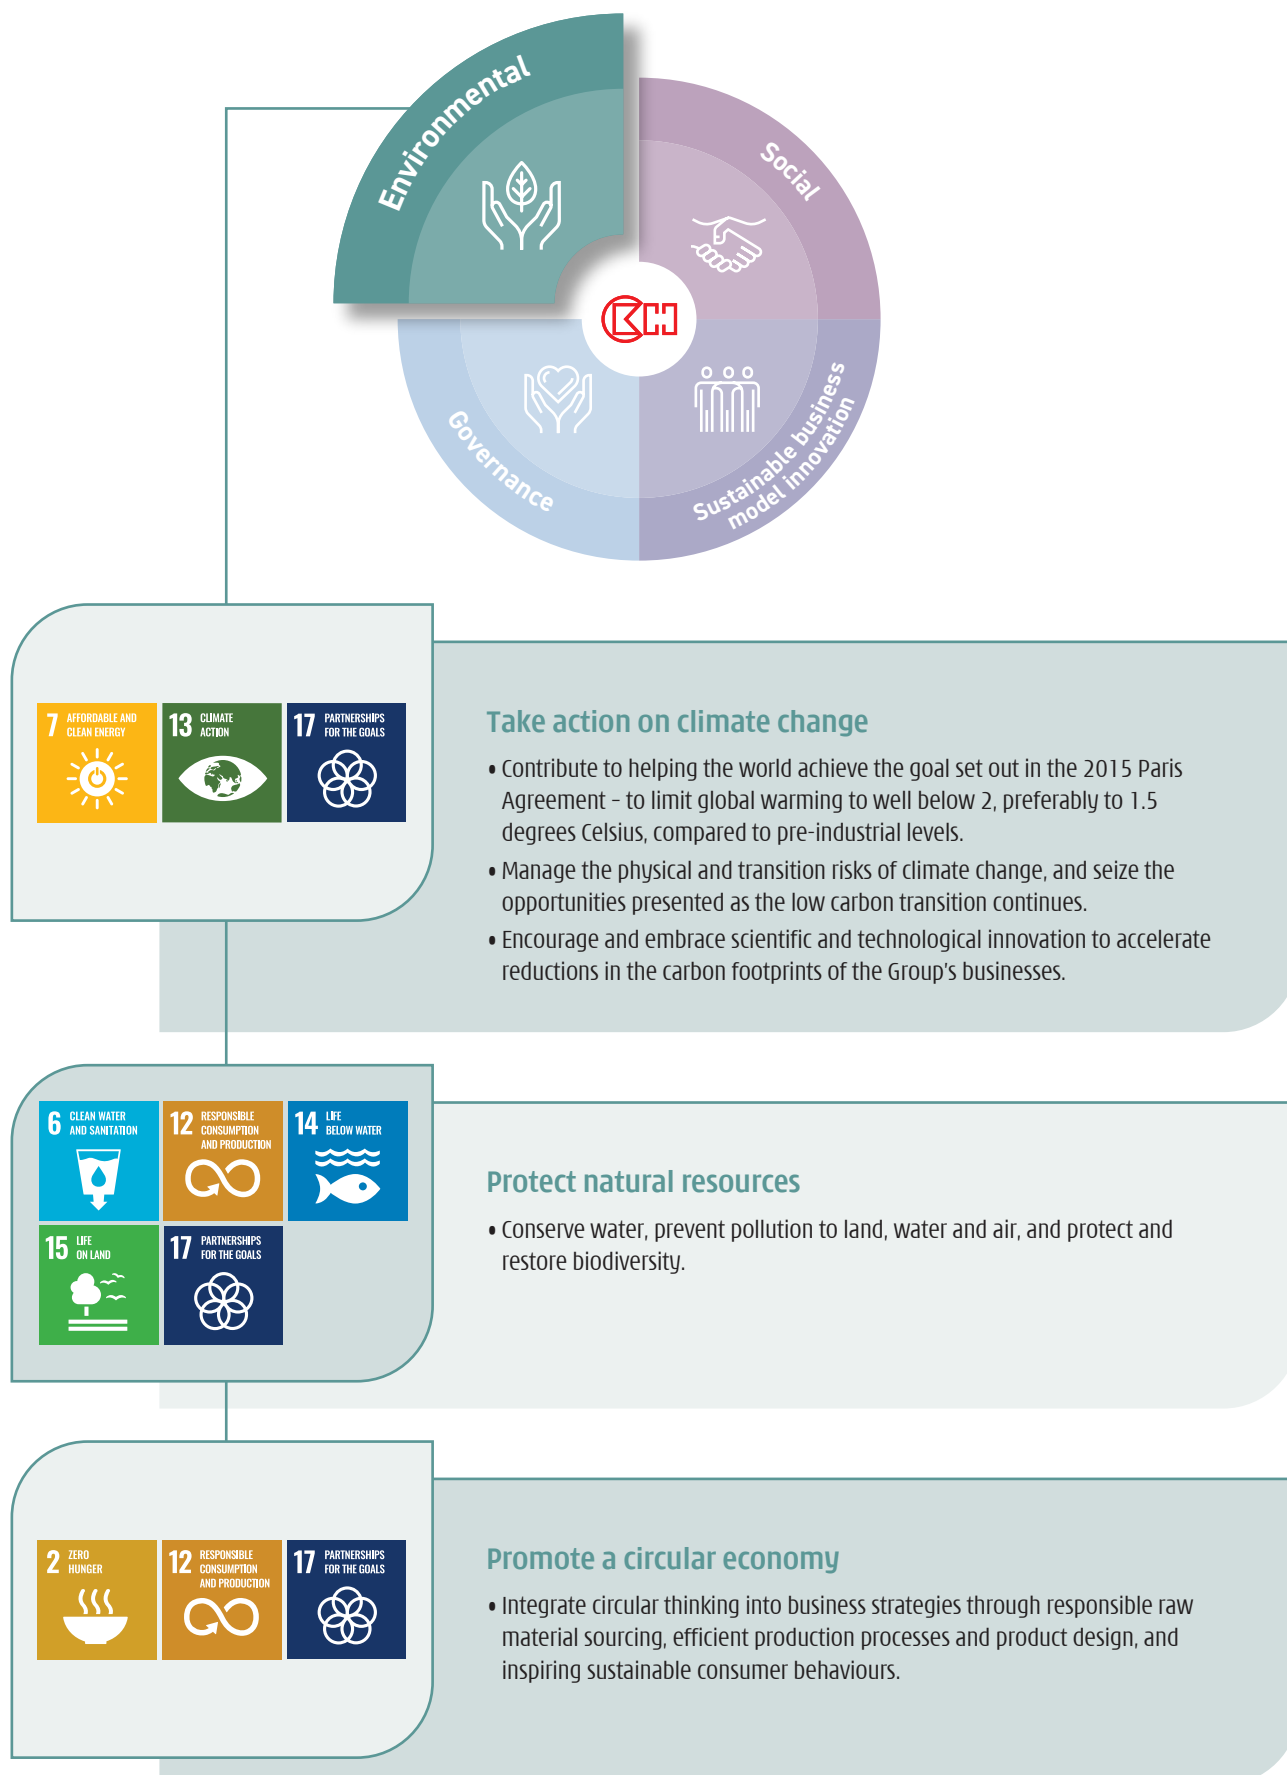 Environmental
Social
Governance
Sustainable business
model innovation
7 AFFORDABLE AND
CLEAN ENERGY
13 CLIMATE
ACTION
17 PARTNERSHIPS
FOR THE GOALS
Take action on climate change
• Contribute to helping the world achieve the goal set out in the 2015 Paris
Agreement – to limit global warming to well below 2, preferably to 1.5
degrees Celsius, compared to pre-industrial levels.
• Manage the physical and transition risks of climate change, and seize the
opportunities presented as the low carbon transition continues.
• Encourage and embrace scientific and technological innovation to accelerate
reductions in the carbon footprints of the Group's businesses.
6 CLEAN WATER
AND SANITATION
12 RESPONSIBLE
CONSUMPTION
AND PRODUCTION
14 LIFE
BELOW WATER
15 LIFE
ON LAND
17 PARTNERSHIPS
FOR THE GOALS
Protect natural resources
• Conserve water, prevent pollution to land, water and air, and protect and
restore biodiversity.
2 ZERO
HUNGER
12 RESPONSIBLE
CONSUMPTION
AND PRODUCTION
17 PARTNERSHIPS
FOR THE GOALS
Promote a circular economy
• Integrate circular thinking into business strategies through responsible raw
material sourcing, efficient production processes and product design, and
inspiring sustainable consumer behaviours.